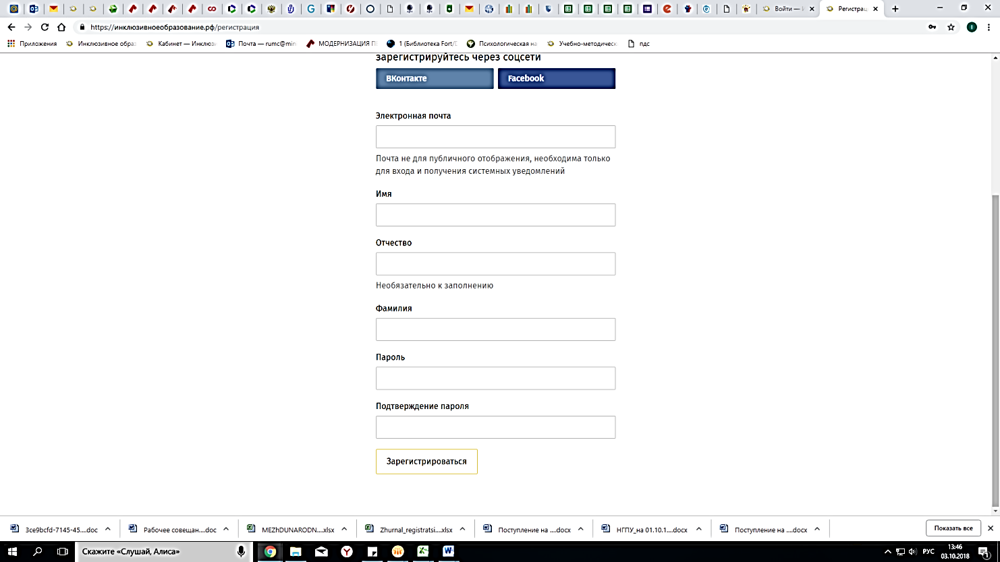 Войти —
Регистрац
https://инклюзивноеобразование.рф/регистрация
Приложения
Инклюзивное обра
Кабинет — Инклюзи
Почта — rumc@min
МОДЕРНИЗАЦИЯ П
1 (Библиотека Fort/D
Психологическая на
Учебно-методическ
пдс
зарегистрируйтесь через соцсети
ВКонтакте
Facebook
Электронная почта
Почта не для публичного отображения, необходима только
для входа и получения системных уведомлений
Имя
Отчество
Необязательно к заполнению
Фамилия
Пароль
Подтверждение пароля
Зарегистрироваться
3ce9bcfd-7145-45....doc
Рабочее совещан....doc
MEZhDUNARODN....xlsx
Zhurnal_registratsi....xlsx
Поступление на ....docx
НГПУ_на 01.10.1....docx
Поступление на ....docx
Показать все
Скажите «Слушай, Алиса»
РУС
13:46
03.10.2018